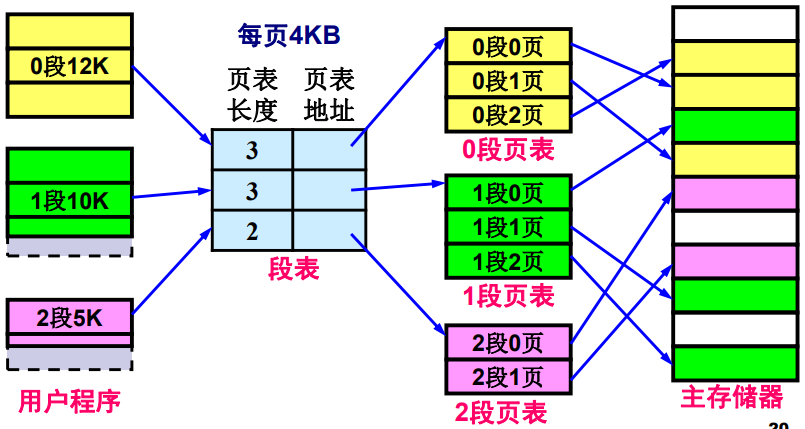 每页4KB
0段12K
1段10K
2段5K
用户程序
页表
长度
页表
地址
3
3
2
段表
0段0页
0段1页
0段2页
0段页表
1段0页
1段1页
1段2页
1段页表
2段0页
2段1页
2段页表
主存储器